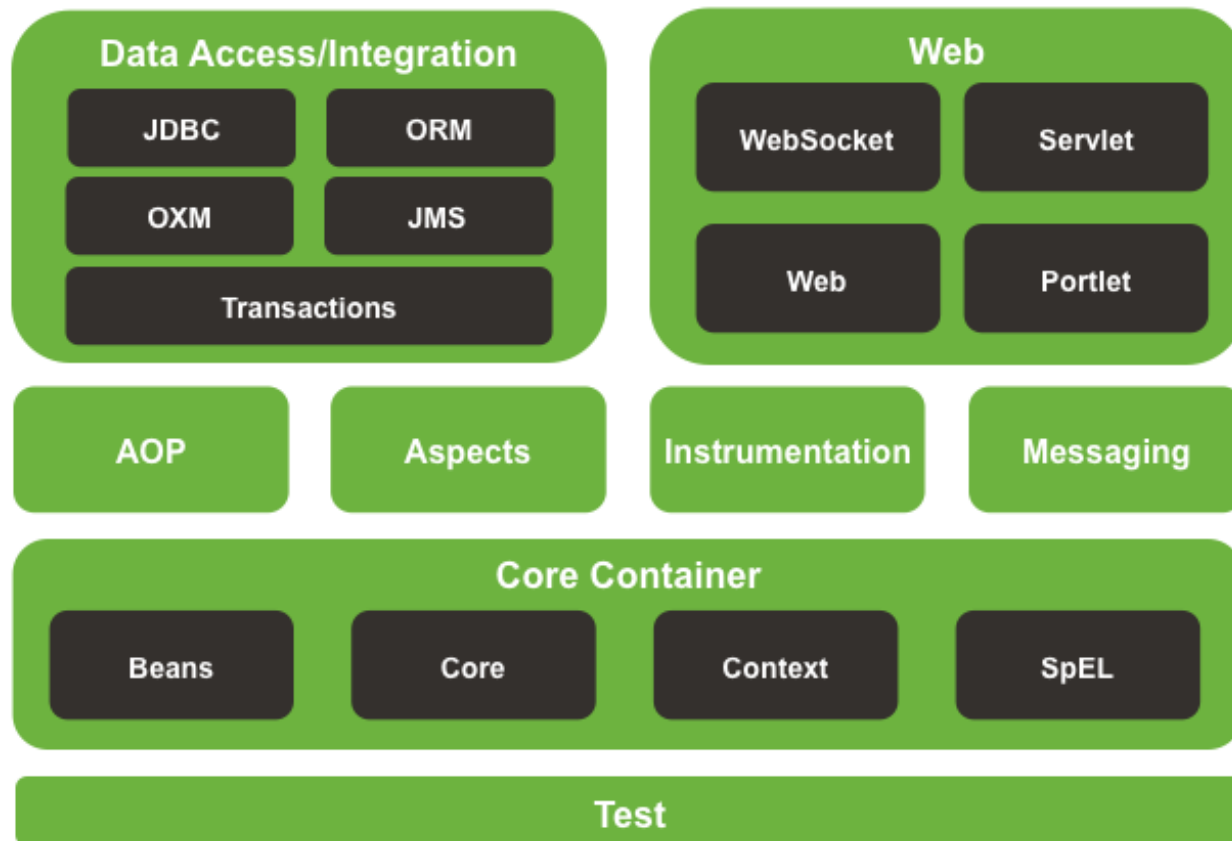 Data Access/Integration
JDBC
ORM
OXM
JMS
Transactions
Web
WebSocket
Servlet
Web
Portlet
AOP
Aspects
Instrumentation
Messaging
Core Container
Beans
Core
Context
SpEL
Test